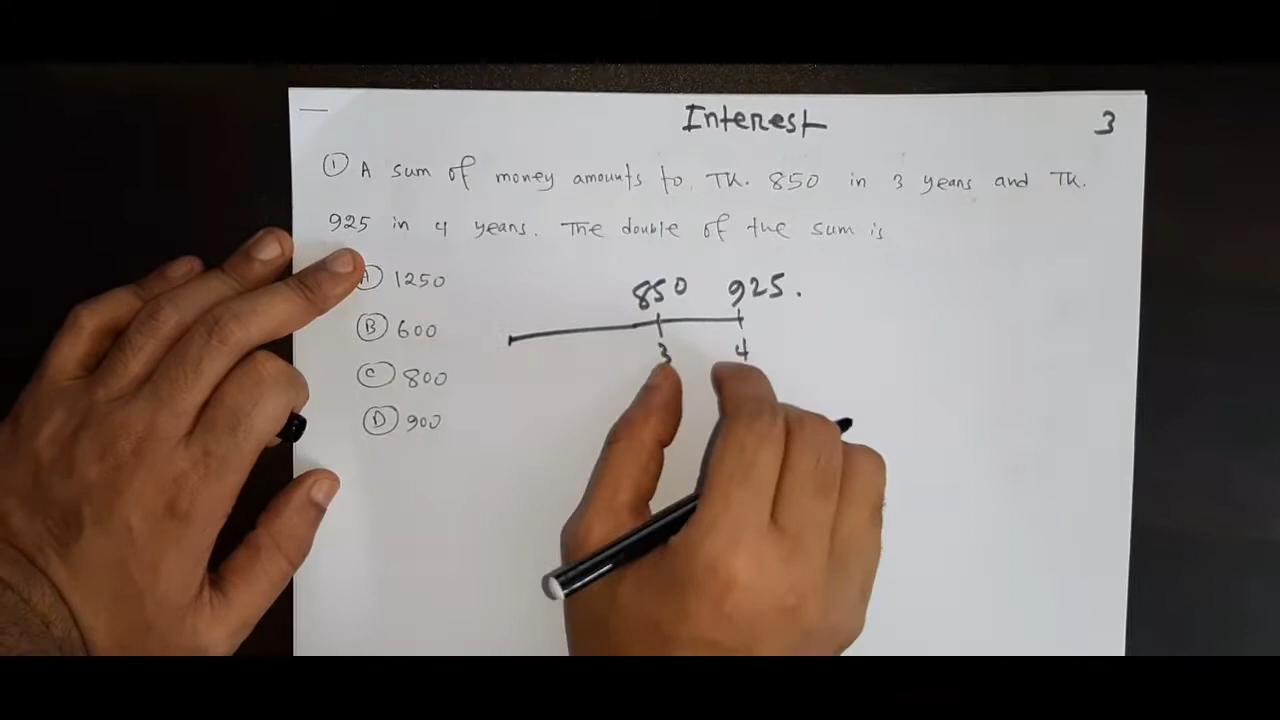 Interest 3
① A sum of money amounts to TK. 850 in 3 years and TK.
925 in 4 years. The double of the sum is
Ⓐ 1250
Ⓑ 600
Ⓒ 800
Ⓓ 900
850 925.
3 4